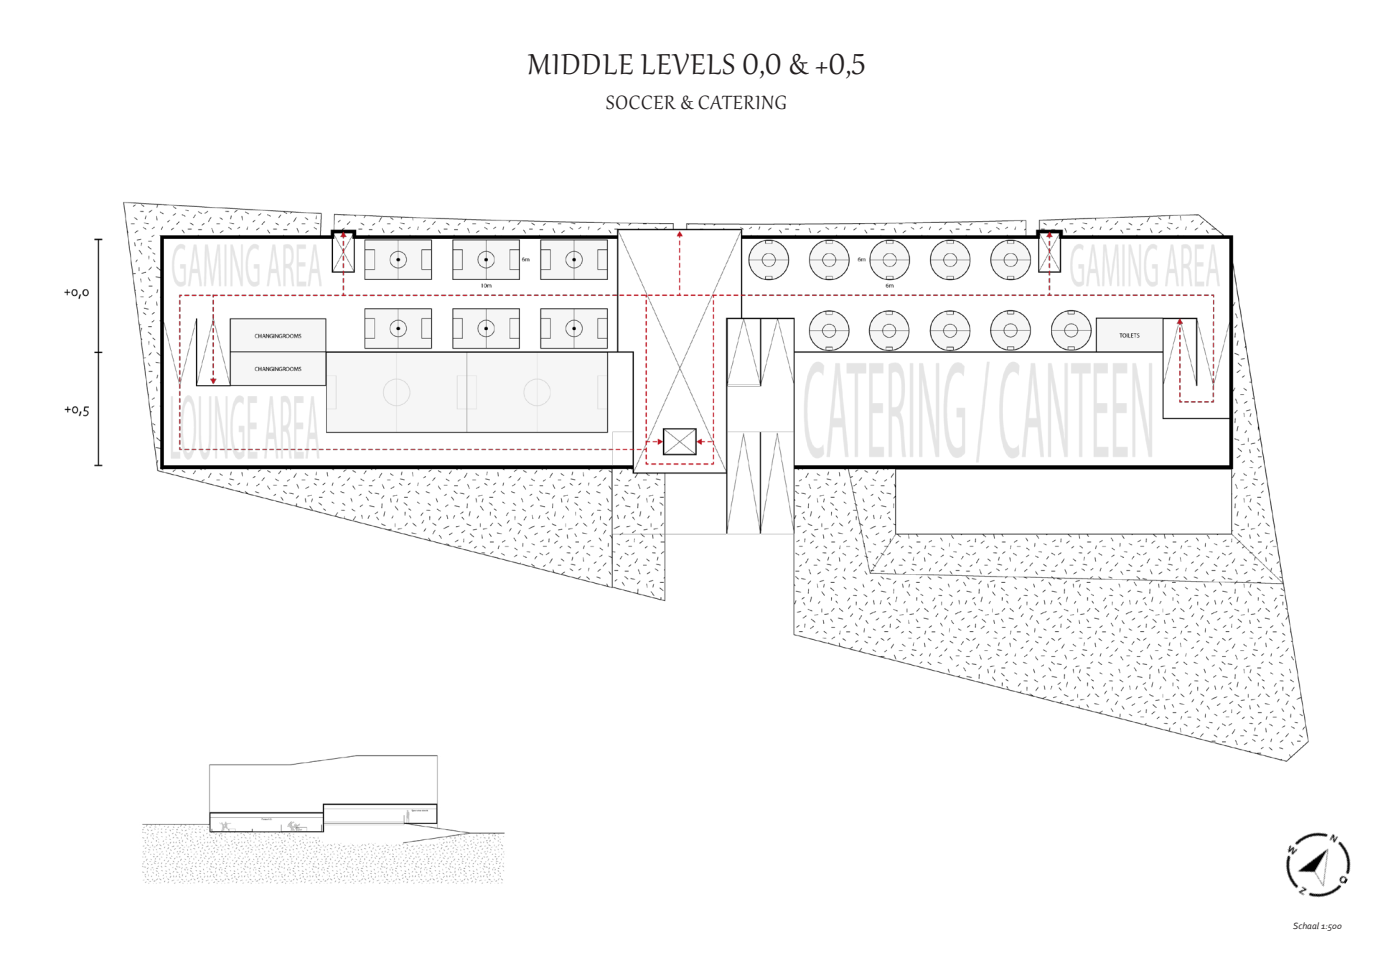 MIDDLE LEVELS 0,0 & +0,5
SOCCER & CATERING
GAMING AREA
6m
10m
6m
6m
GAMING AREA
+0,0
CHANGINGROOMS
TOILETS
CHANGINGROOMS
+0,5
LOUNGE AREA
CATERING / CANTEEN
N
W
O
Z
Schaal 1:500